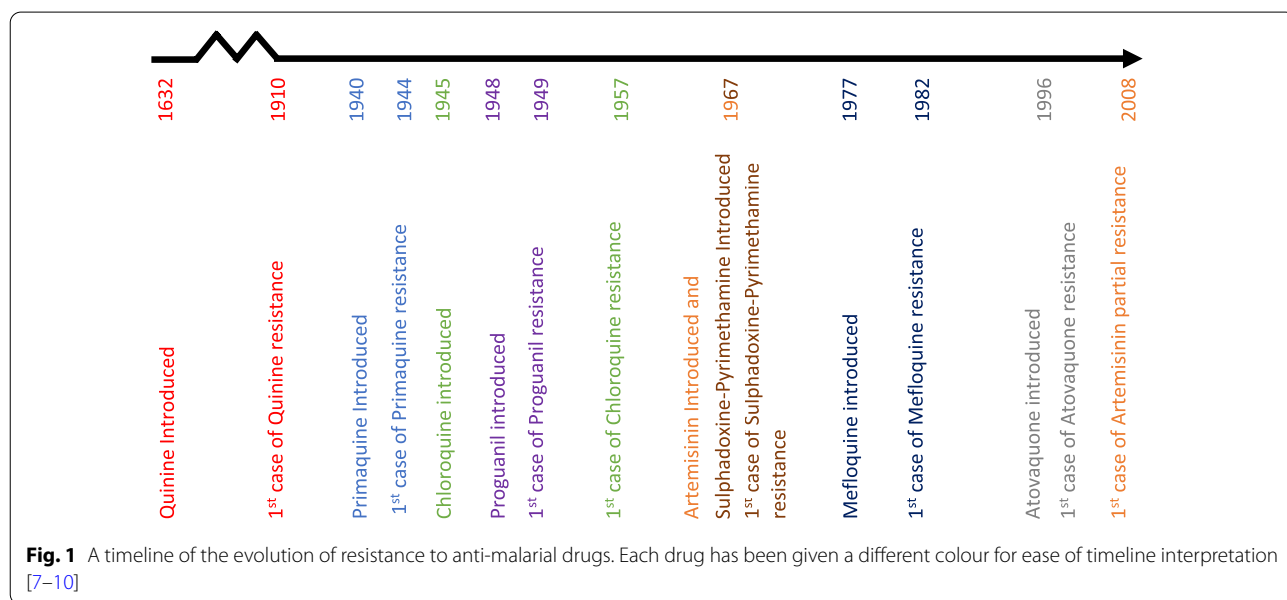 1632
1910
1940
1944
1945
1948
1949
1957
1967
1977
1982
1996
2008
Quinine Introduced
1st case of Quinine resistance
Primaquine Introduced
1st case of Primaquine resistance
Chloroquine introduced
Proguanil introduced
1st case of Proguanil resistance
1st case of Chloroquine resistance
Artemisinin Introduced and
Sulphadoxine-Pyrimethamine Introduced
1st case of Sulphadoxine-Pyrimethamine
resistance
Mefloquine introduced
1st case of Mefloquine resistance
Atovaquone introduced
1st case of Atovaquone resistance
1st case of Artemisinin partial resistance
Fig. 1 A timeline of the evolution of resistance to anti-malarial drugs. Each drug has been given a different colour for ease of timeline interpretation
[7–10]